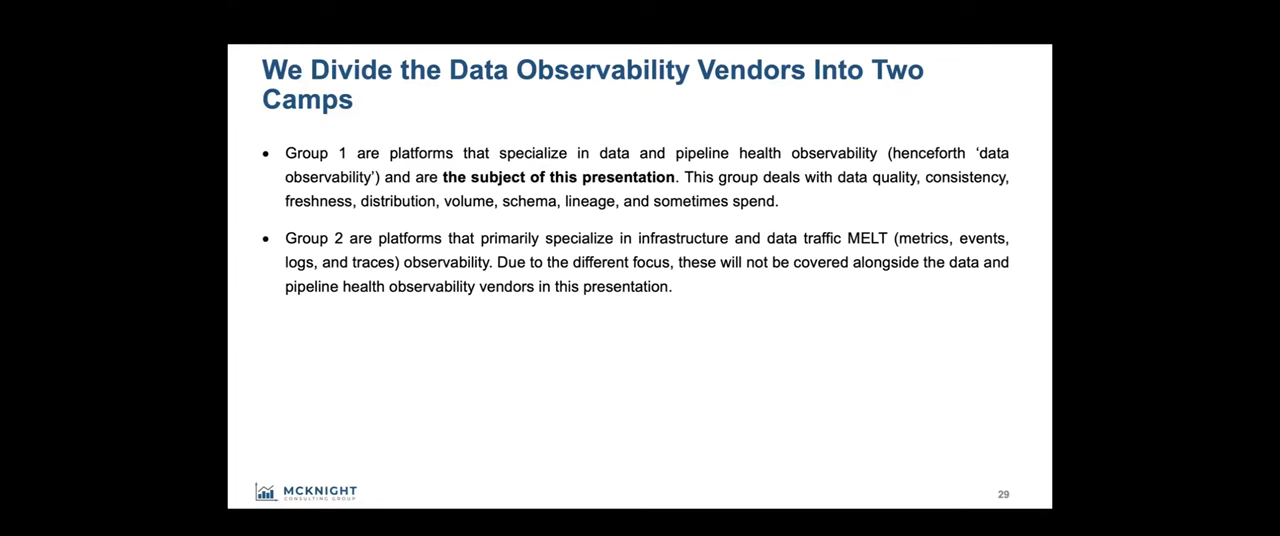 We Divide the Data Observability Vendors Into Two
Camps
• Group 1 are platforms that specialize in data and pipeline health observability (henceforth ‘data
observability’) and are the subject of this presentation. This group deals with data quality, consistency,
freshness, distribution, volume, schema, lineage, and sometimes spend.
• Group 2 are platforms that primarily specialize in infrastructure and data traffic MELT (metrics, events,
logs, and traces) observability. Due to the different focus, these will not be covered alongside the data and
pipeline health observability vendors in this presentation.
MCKNIGHT
CONSULTING GROUP
29